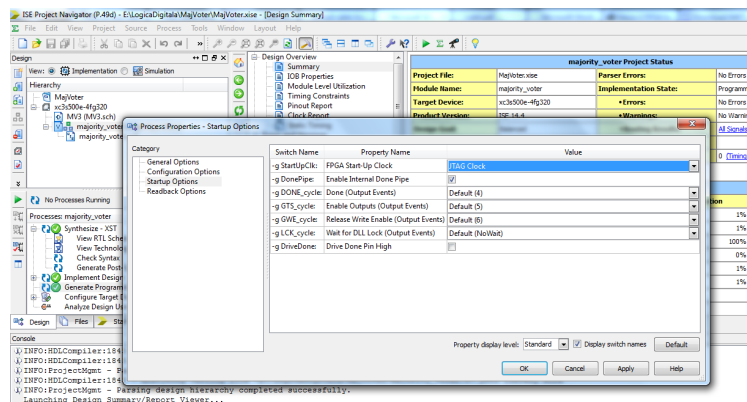 ISE Project Navigator (P.49d) - E:\LogicaDigitala\MajVoter\MajVoter.xise - [Design Summary]
File Edit View Project Source Process Tools Window Layout Help
Design
View: Implementation Simulation
Hierarchy
MajVoter
xc3s500e-4fg320
MV3 (MV3.sch)
majority_voter
majority_vote
No Processes Running
Processes: majority_voter
Synthesize - XST
View RTL Sche
View Technolo
Check Syntax
Generate Post-
Implement Design
Generate Program
Configure Target D
Analyze Design Us
Design Files Sta
Design Overview
Summary
IOB Properties
Module Level Utilization
Timing Constraints
Pinout Report
Clock Report
majority_voter Project Status
Project File: MajVoter.xise Parser Errors: No Errors
Module Name: majority_voter Implementation State: Programm
Target Device: xc3s500e-4fg320 •Errors: No Errors
Product Version: ISE 14.4 •Warnings: No Warnin
All Signals
0 (Timing
ion
1%
1%
100%
0%
1%
1%
Process Properties - Startup Options
Category
General Options
Configuration Options
Startup Options
Readback Options
Switch Name Property Name Value
-g StartUpClk: FPGA Start-Up Clock JTAG Clock
-g DonePipe: Enable Internal Done Pipe
-g DONE_cycle: Done (Output Events) Default (4)
-g GTS_cycle: Enable Outputs (Output Events) Default (5)
-g GWE_cycle: Release Write Enable (Output Events) Default (6)
-g LCK_cycle: Wait for DLL Lock (Output Events) Default (NoWait)
-g DriveDone: Drive Done Pin High
Property display level: Standard Display switch names Default
OK Cancel Apply Help
Console
INFO:HDLCompiler:184
INFO:HDLCompiler:184
INFO:ProjectMgmt - P
INFO:HDLCompiler:184
INFO:ProjectMgmt - Parsing design hierarchy completed successfully.
Launching Design Summary/Report Viewer...